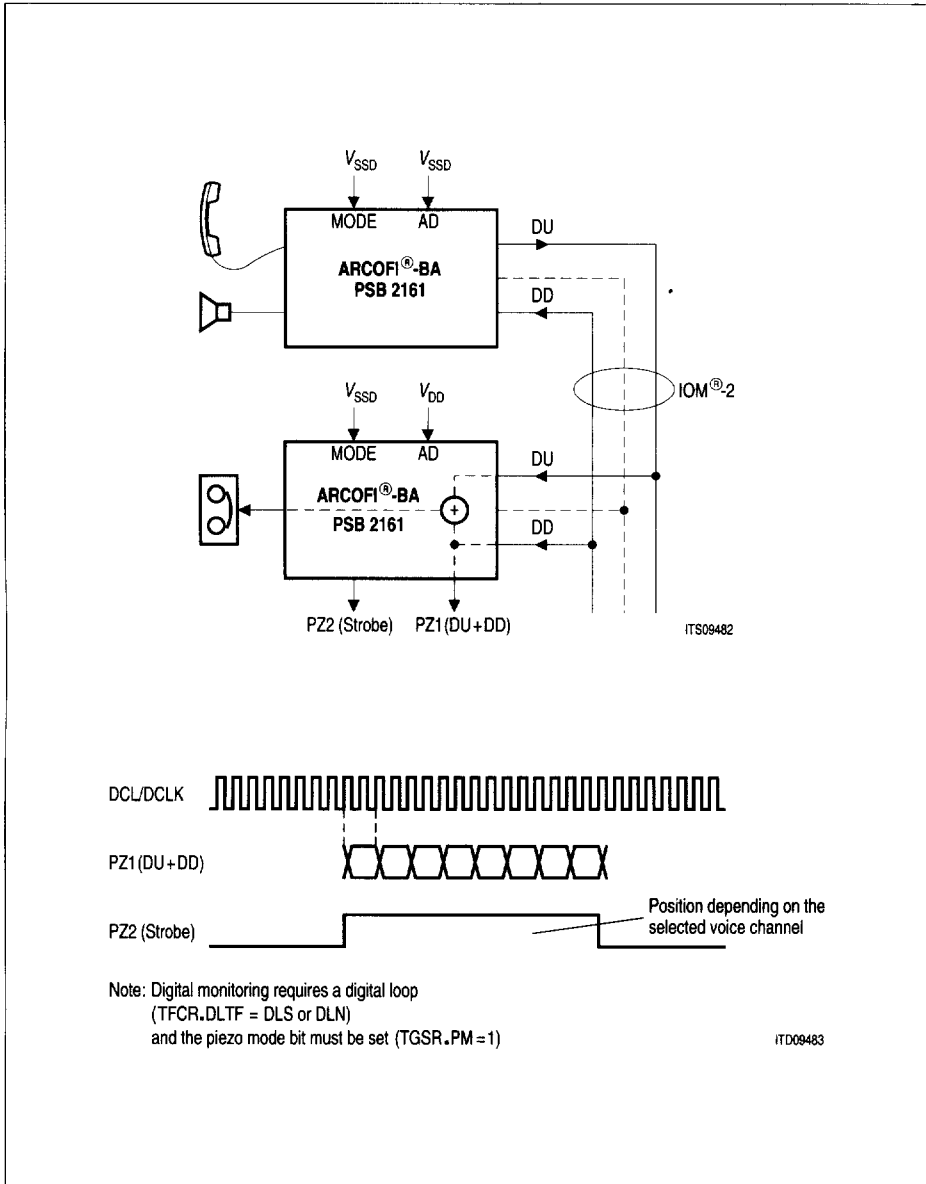 V_SSD V_SSD
MODE AD
ARCOFI®-BA
PSB 2161
DU
DD
IOM®-2
V_SSD V_DD
MODE AD
ARCOFI®-BA
PSB 2161
DU
+
DD
PZ2 (Strobe) PZ1(DU+DD)
ITS09482
DCL/DCLK
PZ1(DU+DD)
PZ2 (Strobe)
Position depending on the
selected voice channel
Note: Digital monitoring requires a digital loop
(TFCR.DLTF = DLS or DLN)
and the piezo mode bit must be set (TGSR.PM=1)
ITD09483